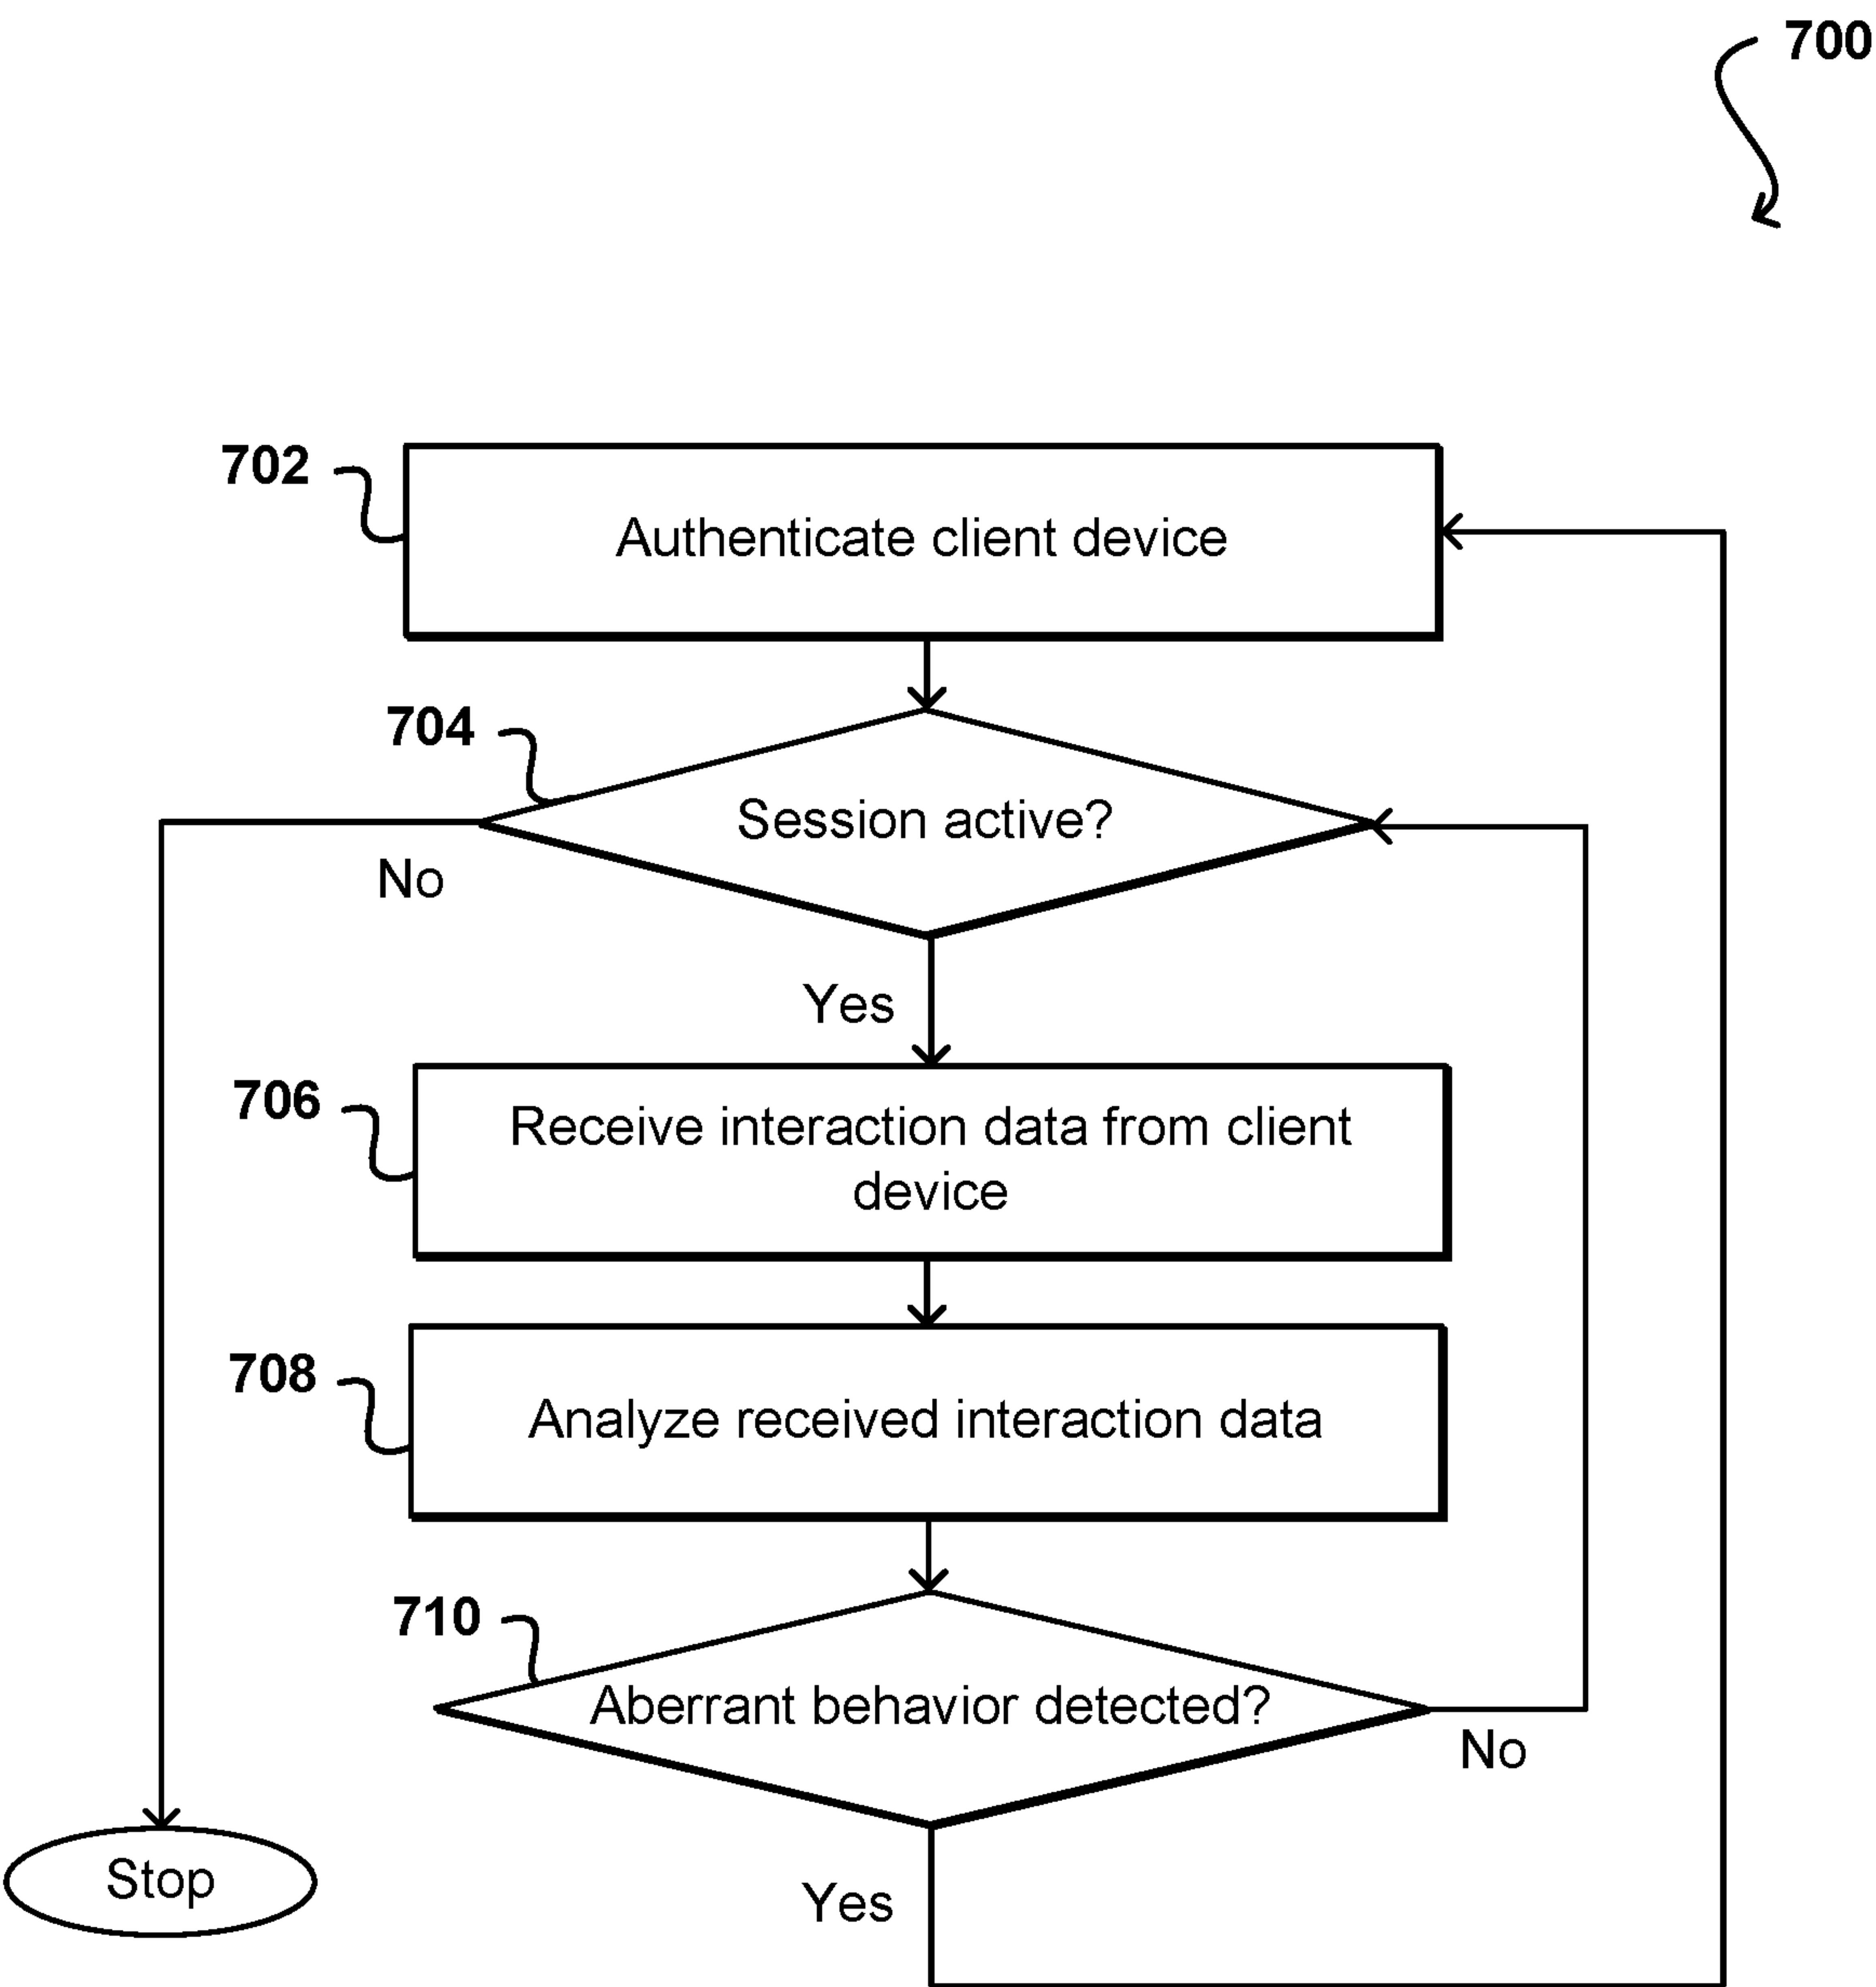 700
702
Authenticate client device
704
Session active?
No
Yes
706
Receive interaction data from client
device
708
Analyze received interaction data
710
Aberrant behavior detected?
No
Stop
Yes